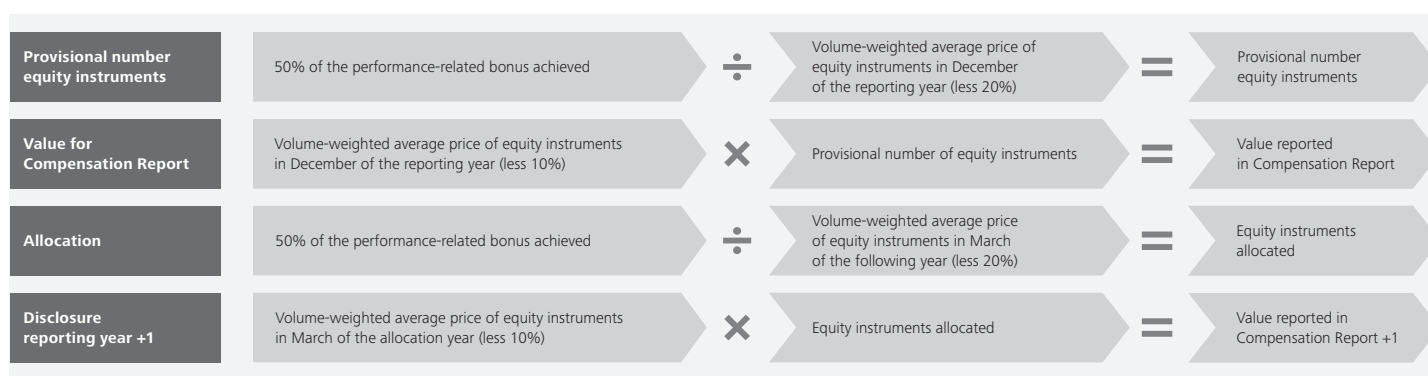 Provisional number
equity instruments
50% of the performance-related bonus achieved
÷
Volume-weighted average price of
equity instruments in December
of the reporting year (less 20%)
=
Provisional number
equity instruments
Value for
Compensation Report
Volume-weighted average price of equity instruments
in December of the reporting year (less 10%)
×
Provisional number of equity instruments
=
Value reported
in Compensation Report
Allocation
50% of the performance-related bonus achieved
÷
Volume-weighted average price
of equity instruments in March
of the following year (less 20%)
=
Equity instruments
allocated
Disclosure
reporting year +1
Volume-weighted average price of equity instruments
in March of the allocation year (less 10%)
×
Equity instruments allocated
=
Value reported in
Compensation Report +1